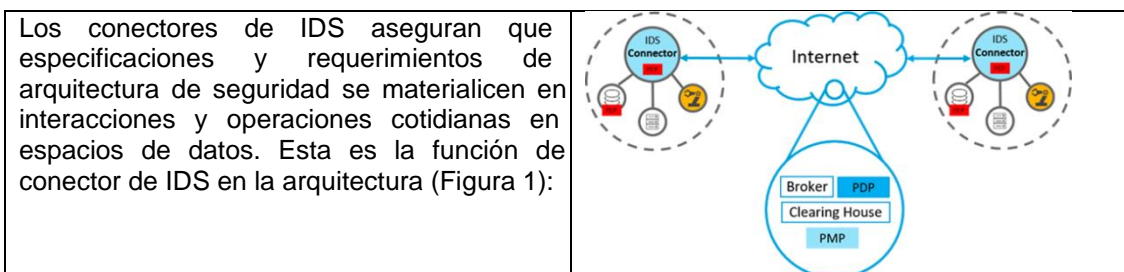 Los conectores de IDS aseguran que
especificaciones y requerimientos de
arquitectura de seguridad se materialicen en
interacciones y operaciones cotidianas en
espacios de datos. Esta es la función de
conector de IDS en la arquitectura (Figura 1):
IDS
Connector
Internet
IDS
Connector
Broker
PDP
Clearing House
PMP